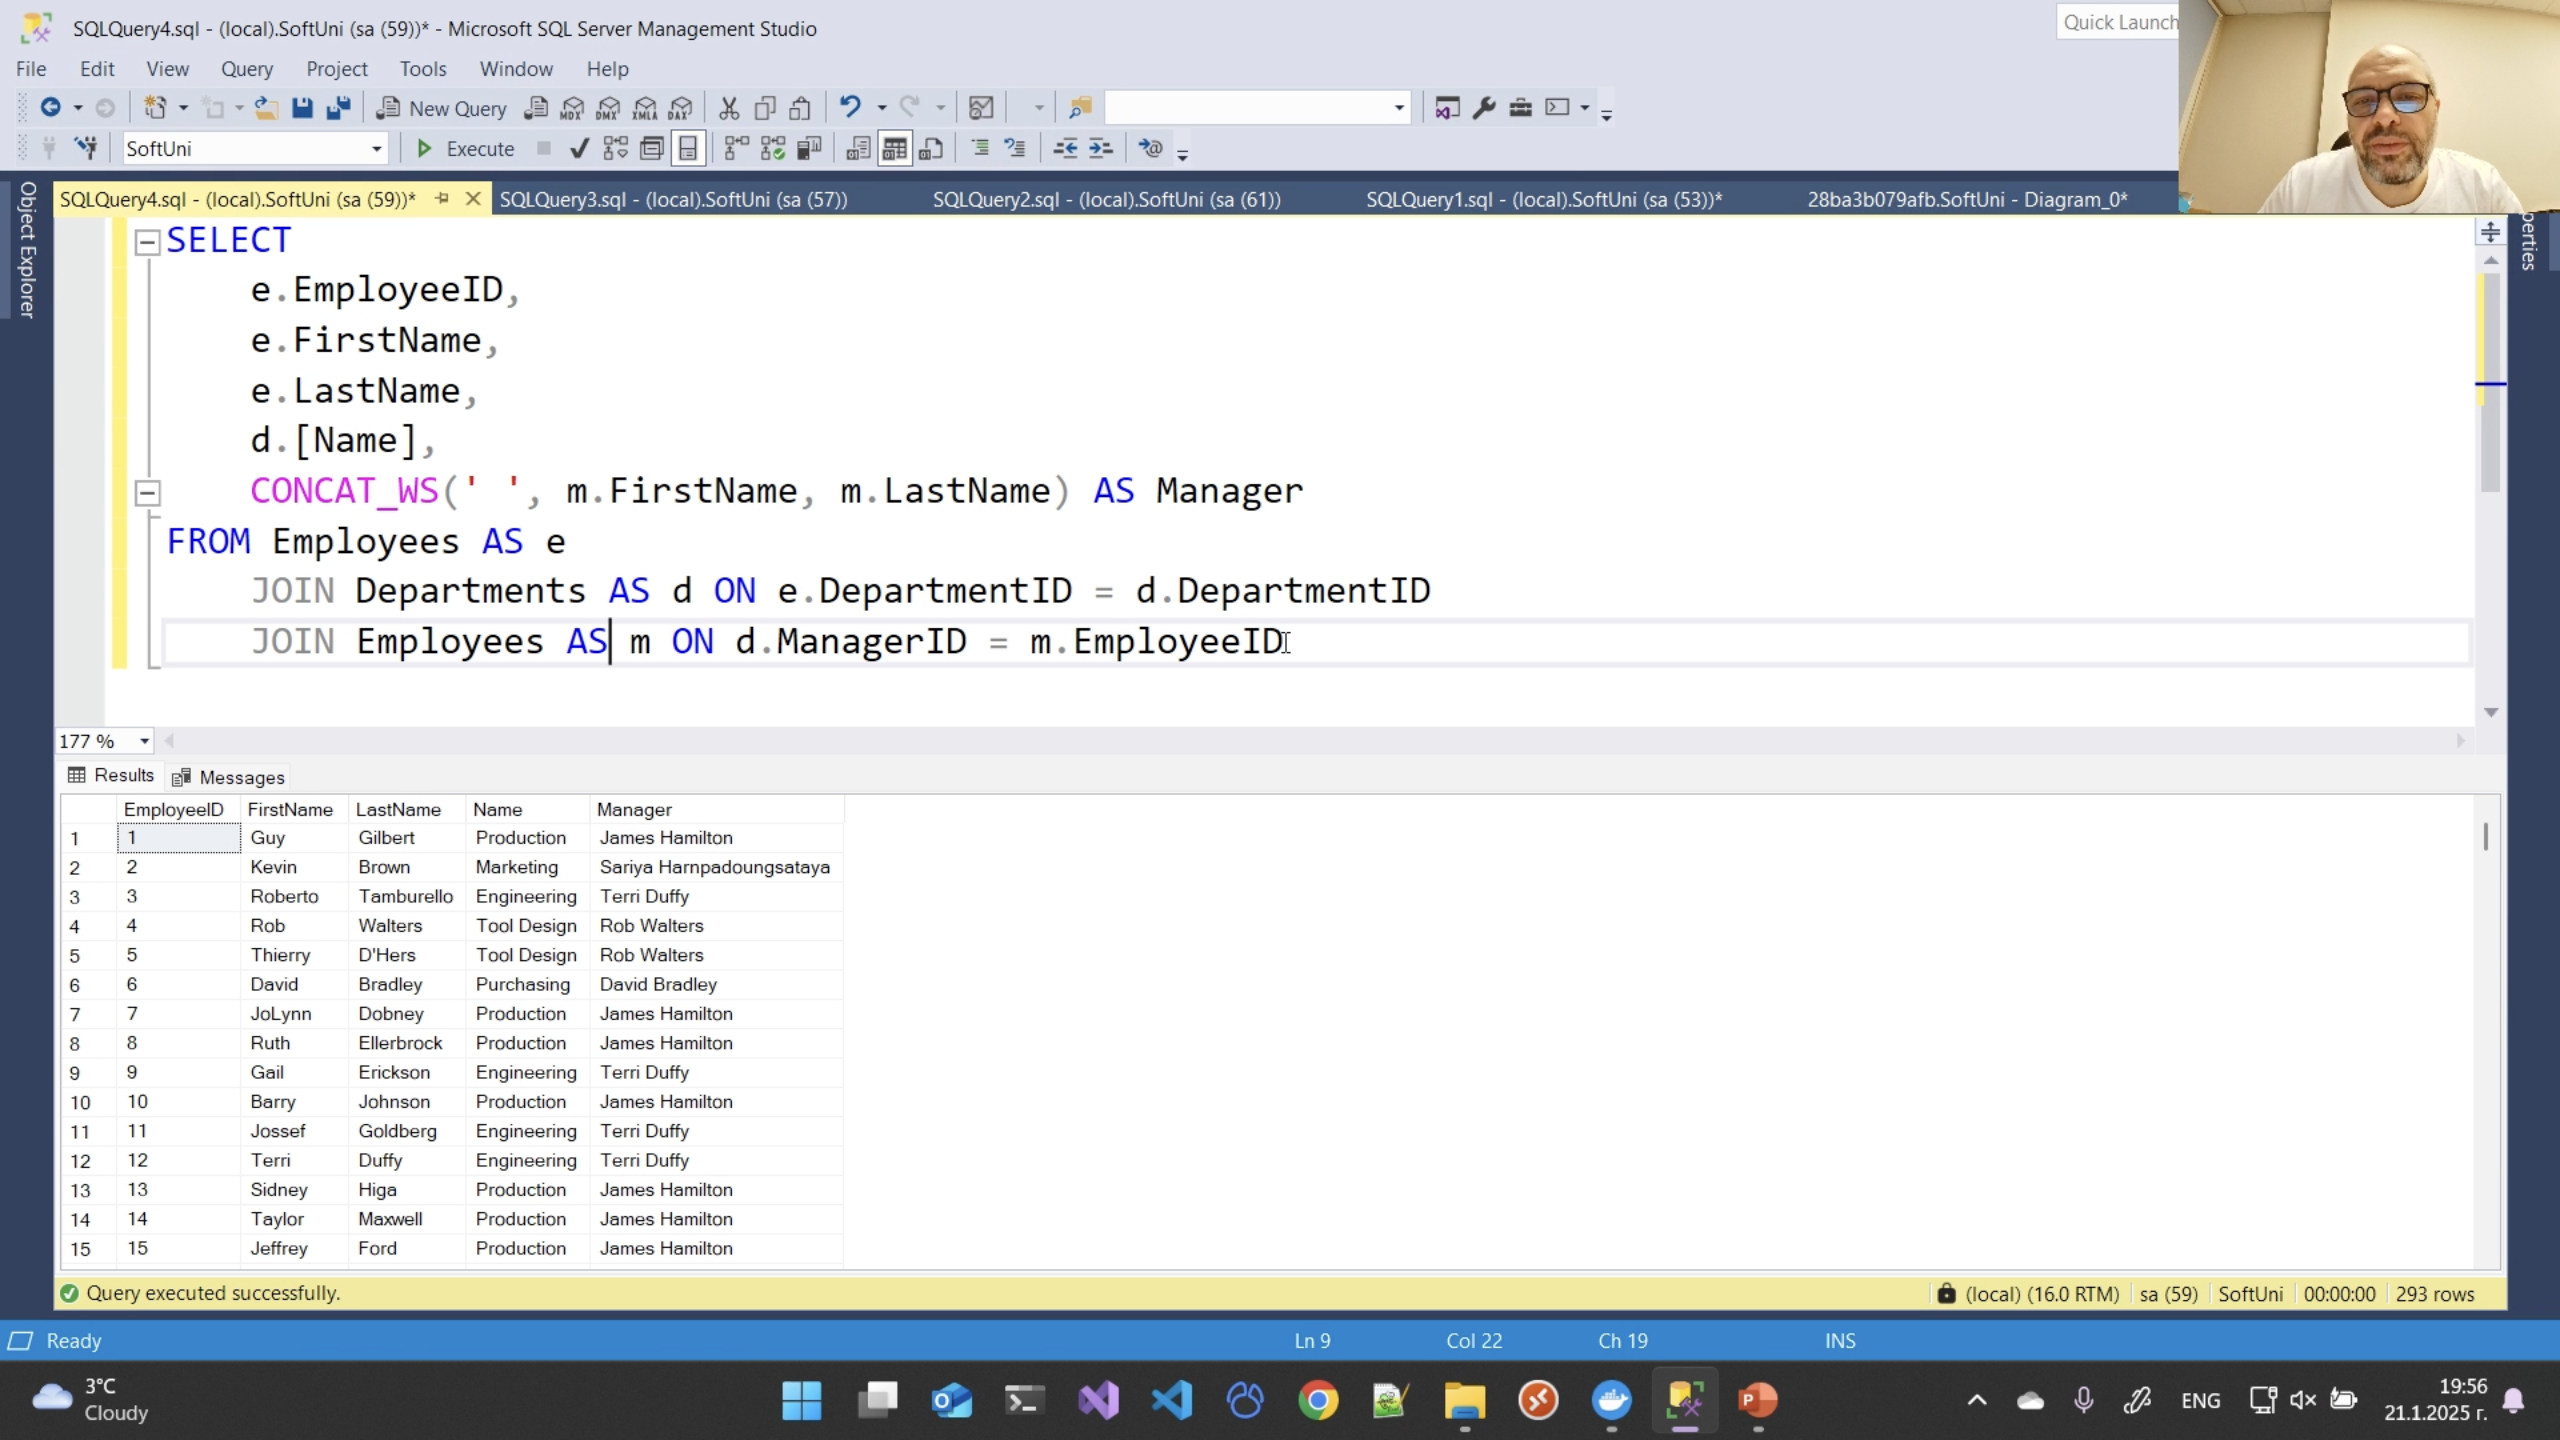 SQLQuery4.sql - (local).SoftUni (sa (59))* - Microsoft SQL Server Management Studio
Quick Launch
File Edit View Query Project Tools Window Help
New Query MDX DMX XMLA DAX
SoftUni Execute
SQLQuery4.sql - (local).SoftUni (sa (59))* SQLQuery3.sql - (local).SoftUni (sa (57)) SQLQuery2.sql - (local).SoftUni (sa (61)) SQLQuery1.sql - (local).SoftUni (sa (53))* 28ba3b079afb.SoftUni - Diagram_0*
Object Explorer
perties
SELECT
e.EmployeeID,
e.FirstName,
e.LastName,
d.[Name],
CONCAT_WS(' ', m.FirstName, m.LastName) AS Manager
FROM Employees AS e
JOIN Departments AS d ON e.DepartmentID = d.DepartmentID
JOIN Employees AS m ON d.ManagerID = m.EmployeeID
177 %
Results Messages
EmployeeID FirstName LastName Name Manager
1 1 Guy Gilbert Production James Hamilton
2 2 Kevin Brown Marketing Sariya Harnpadoungsataya
3 3 Roberto Tamburello Engineering Terri Duffy
4 4 Rob Walters Tool Design Rob Walters
5 5 Thierry D'Hers Tool Design Rob Walters
6 6 David Bradley Purchasing David Bradley
7 7 JoLynn Dobney Production James Hamilton
8 8 Ruth Ellerbrock Production James Hamilton
9 9 Gail Erickson Engineering Terri Duffy
10 10 Barry Johnson Production James Hamilton
11 11 Jossef Goldberg Engineering Terri Duffy
12 12 Terri Duffy Engineering Terri Duffy
13 13 Sidney Higa Production James Hamilton
14 14 Taylor Maxwell Production James Hamilton
15 15 Jeffrey Ford Production James Hamilton
Query executed successfully. (local) (16.0 RTM) sa (59) SoftUni 00:00:00 293 rows
Ready Ln 9 Col 22 Ch 19 INS
3°C
Cloudy
ENG
19:56
21.1.2025 г.